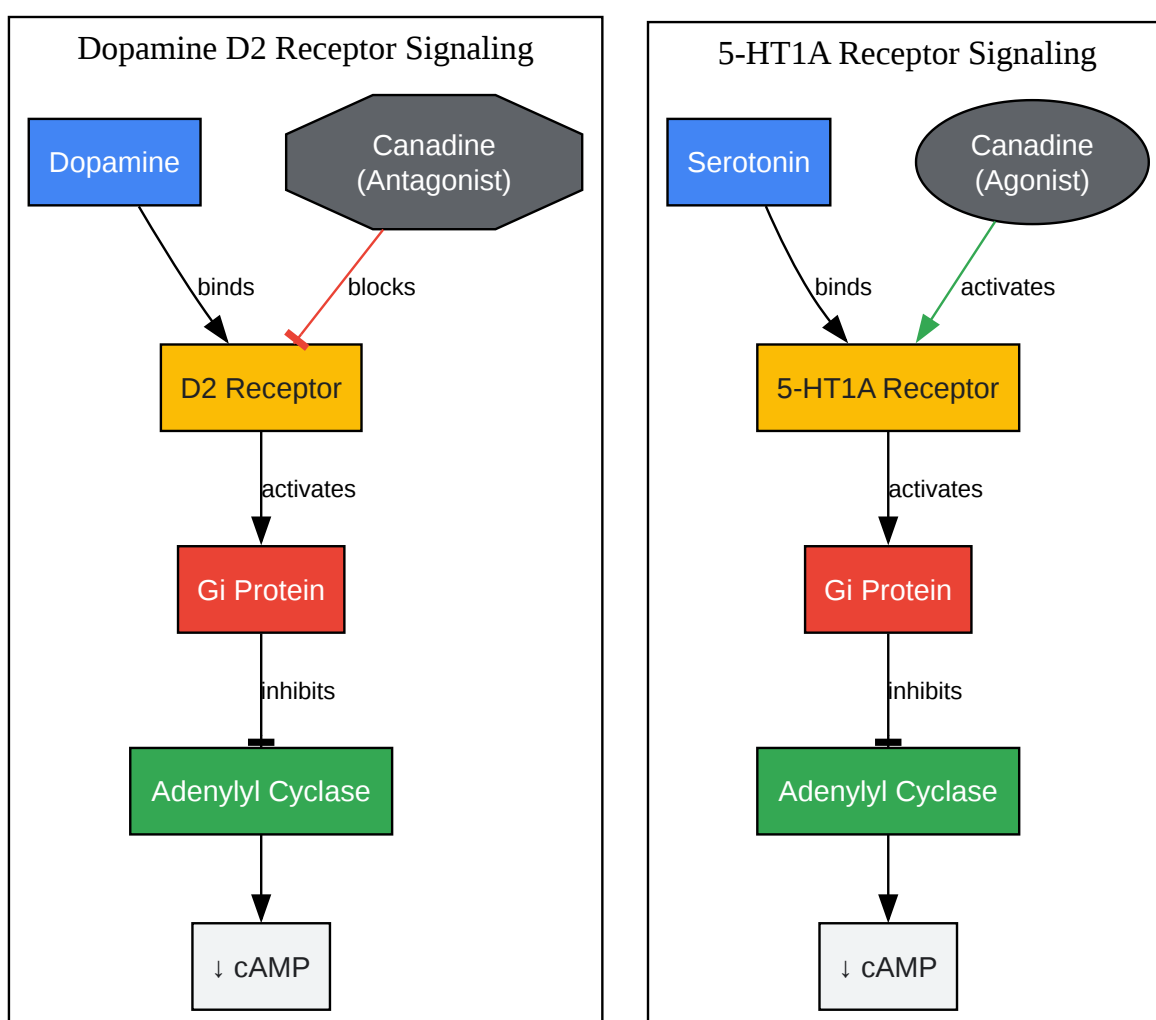 Dopamine D2 Receptor Signaling
Dopamine
Canadine
(Antagonist)
binds
blocks
D2 Receptor
activates
Gi Protein
inhibits
Adenylyl Cyclase
↓ cAMP
5-HT1A Receptor Signaling
Serotonin
Canadine
(Agonist)
binds
activates
5-HT1A Receptor
activates
Gi Protein
inhibits
Adenylyl Cyclase
↓ cAMP